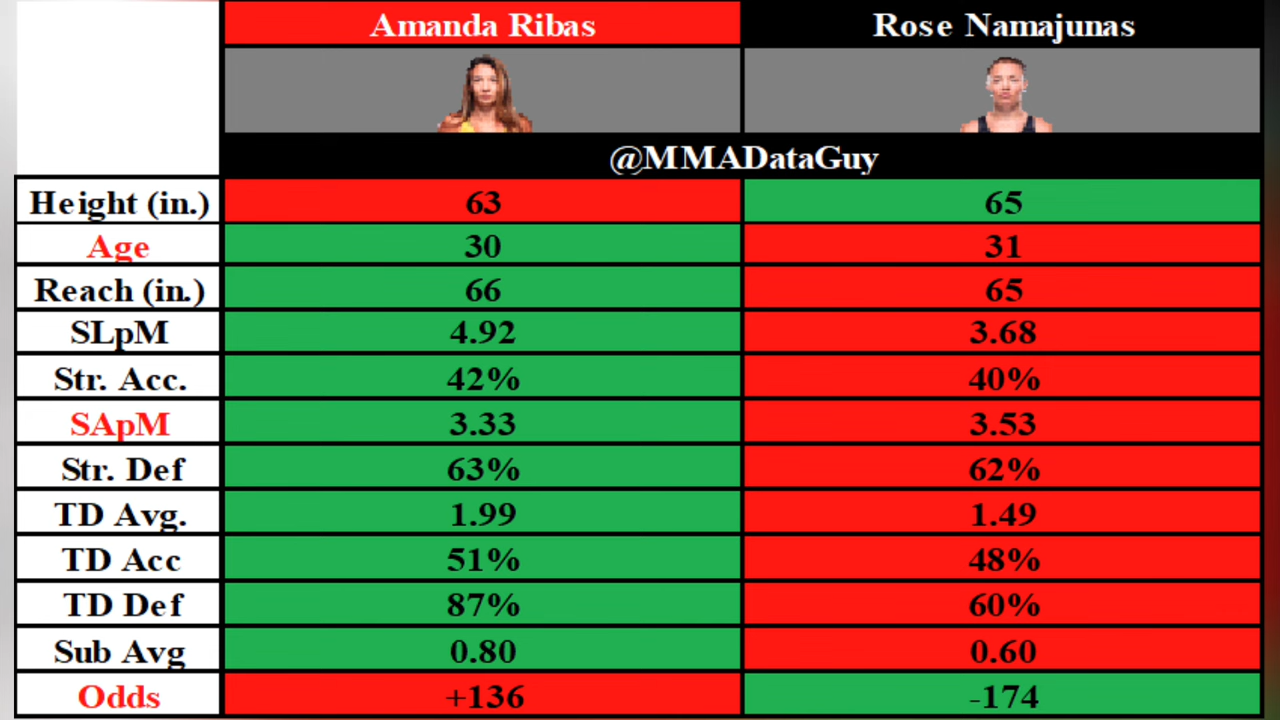 Amanda Ribas Rose Namajunas
@MMADataGuy
Height (in.) 63 65
Age 30 31
Reach (in.) 66 65
SLpM 4.92 3.68
Str. Acc. 42% 40%
SApM 3.33 3.53
Str. Def 63% 62%
TD Avg. 1.99 1.49
TD Acc 51% 48%
TD Def 87% 60%
Sub Avg 0.80 0.60
Odds +136 -174